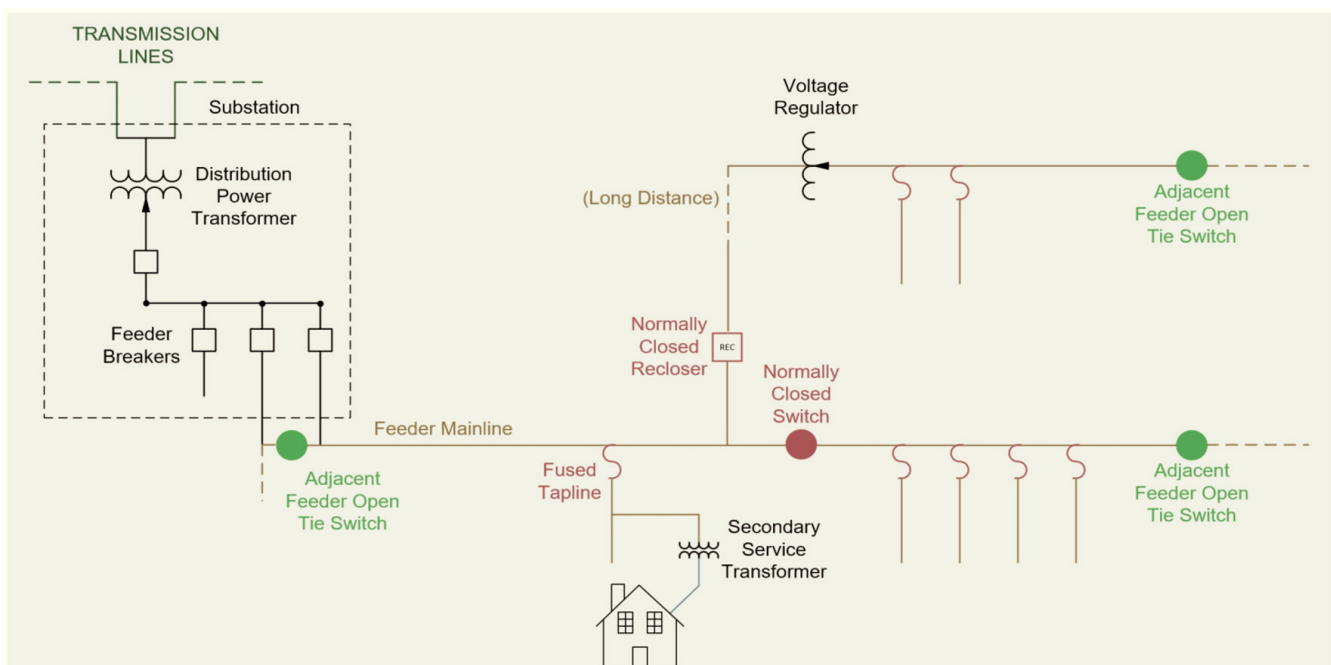 TRANSMISSION
LINES
Substation
Distribution
Power
Transformer
Feeder
Breakers
Voltage
Regulator
(Long Distance)
Adjacent
Feeder Open
Tie Switch
Normally
Closed
Recloser
REC
Normally
Closed
Switch
Feeder Mainline
Adjacent
Feeder Open
Tie Switch
Fused
Tapline
Adjacent
Feeder Open
Tie Switch
Secondary
Service
Transformer